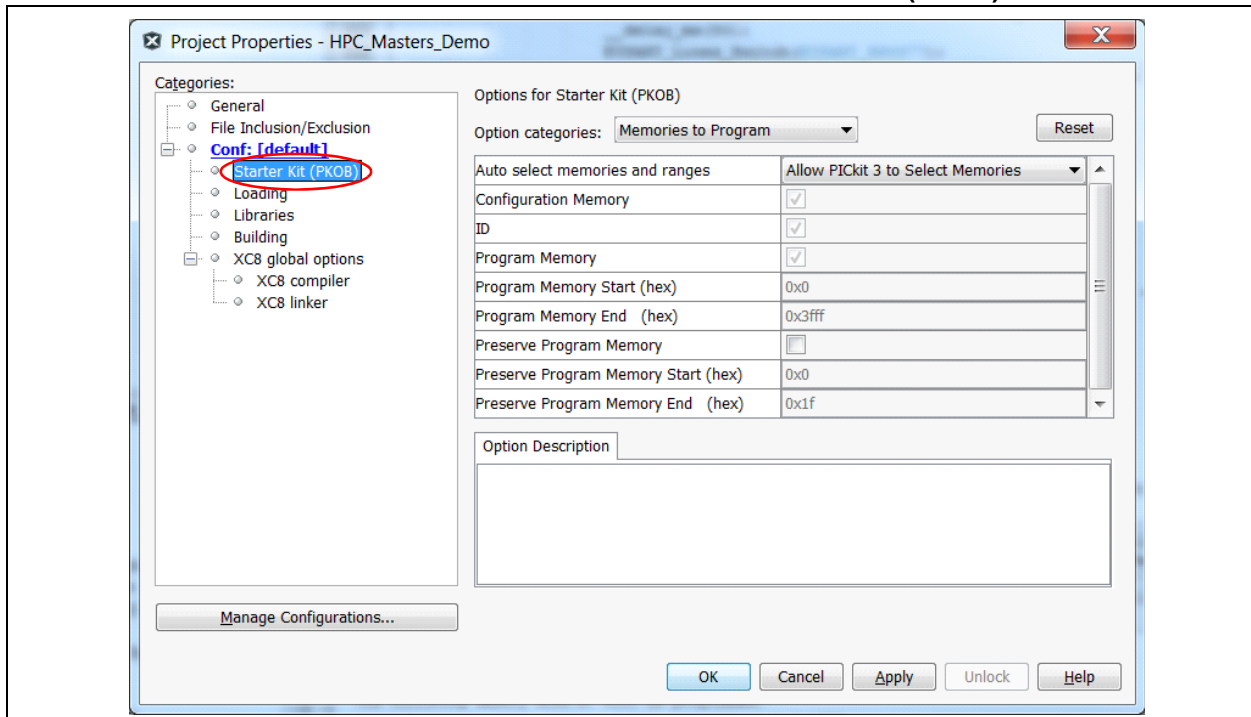 Project Properties - HPC_Masters_Demo
Categories:
General
File Inclusion/Exclusion
Conf: [default]
Starter Kit (PKOB)
Loading
Libraries
Building
XC8 global options
XC8 compiler
XC8 linker
Manage Configurations...
Options for Starter Kit (PKOB)
Option categories: Memories to Program Reset
Auto select memories and ranges Allow PICkit 3 to Select Memories
Configuration Memory
ID
Program Memory
Program Memory Start (hex) 0x0
Program Memory End (hex) 0x3fff
Preserve Program Memory
Preserve Program Memory Start (hex) 0x0
Preserve Program Memory End (hex) 0x1f
Option Description
OK Cancel Apply Unlock Help